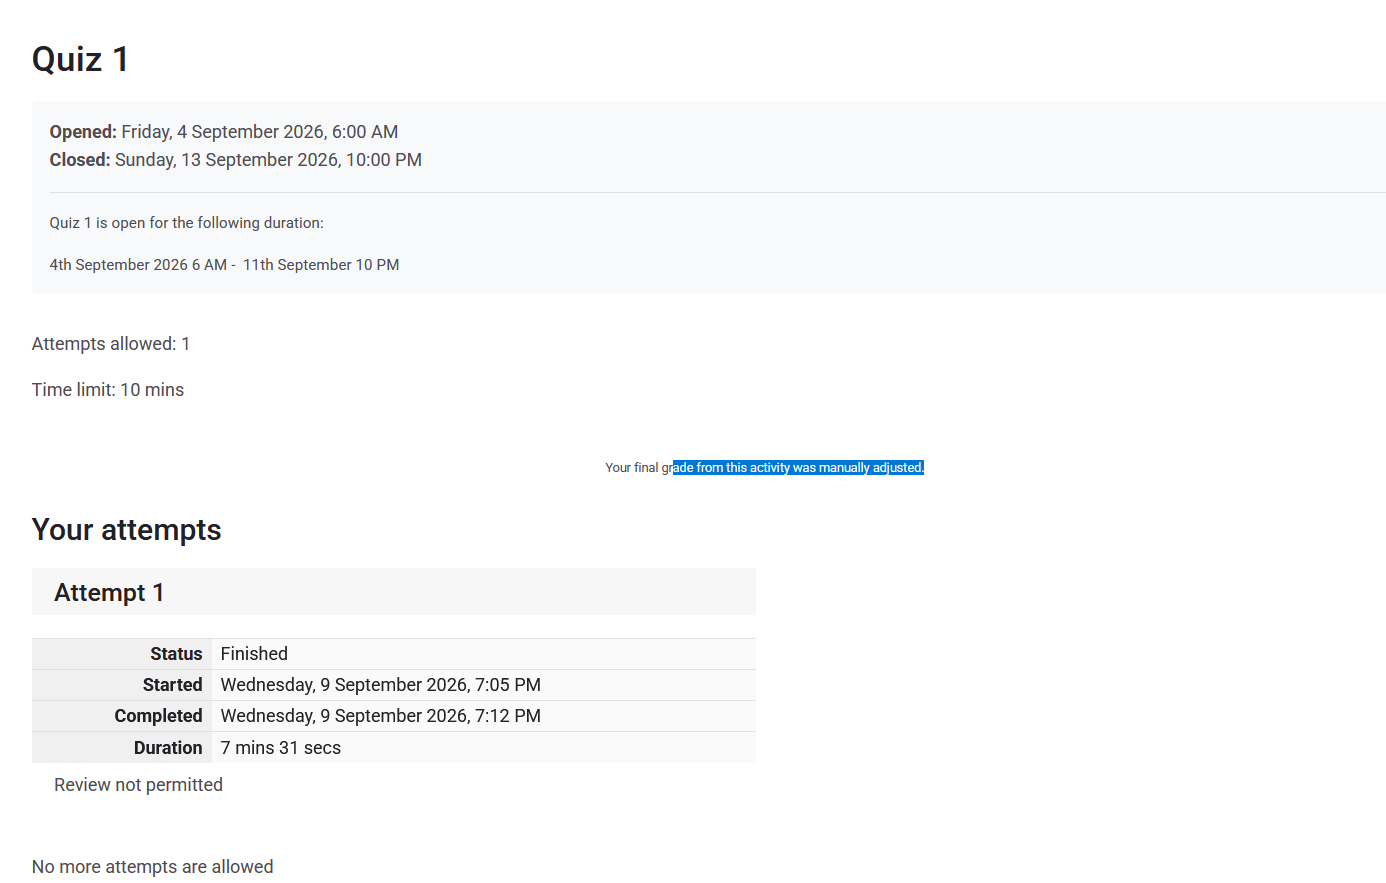 Quiz 1
Opened: Friday, 4 September 2026, 6:00 AM
Closed: Sunday, 13 September 2026, 10:00 PM
Quiz 1 is open for the following duration:
4th September 2026 6 AM -  11th September 10 PM
Attempts allowed: 1
Time limit: 10 mins
Your final grade from this activity was manually adjusted.
Your attempts
Attempt 1
Status Finished
Started Wednesday, 9 September 2026, 7:05 PM
Completed Wednesday, 9 September 2026, 7:12 PM
Duration 7 mins 31 secs
Review not permitted
No more attempts are allowed